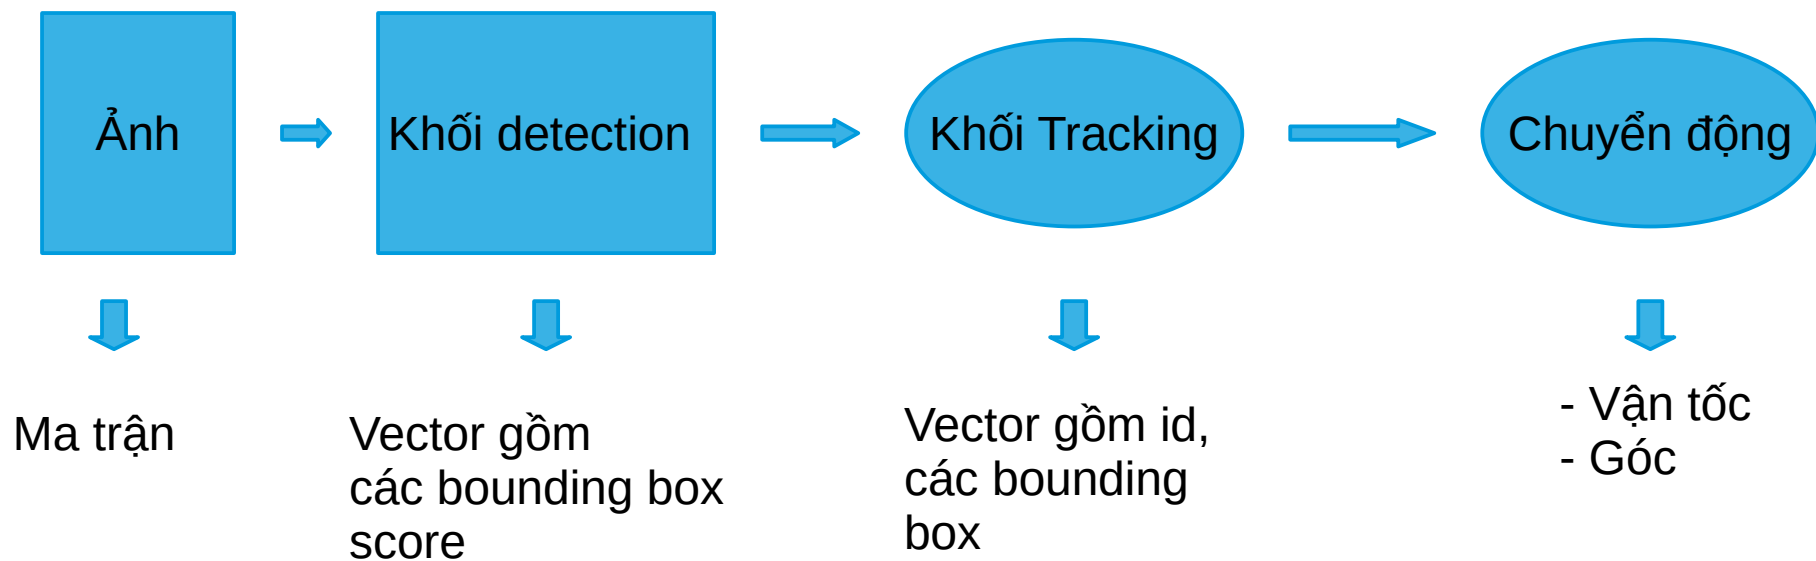 Ảnh
Khối detection
Khối Tracking
Chuyển động
Ma trận
Vector gồm
các bounding box
score
Vector gồm id,
các bounding
box
- Vận tốc
- Góc